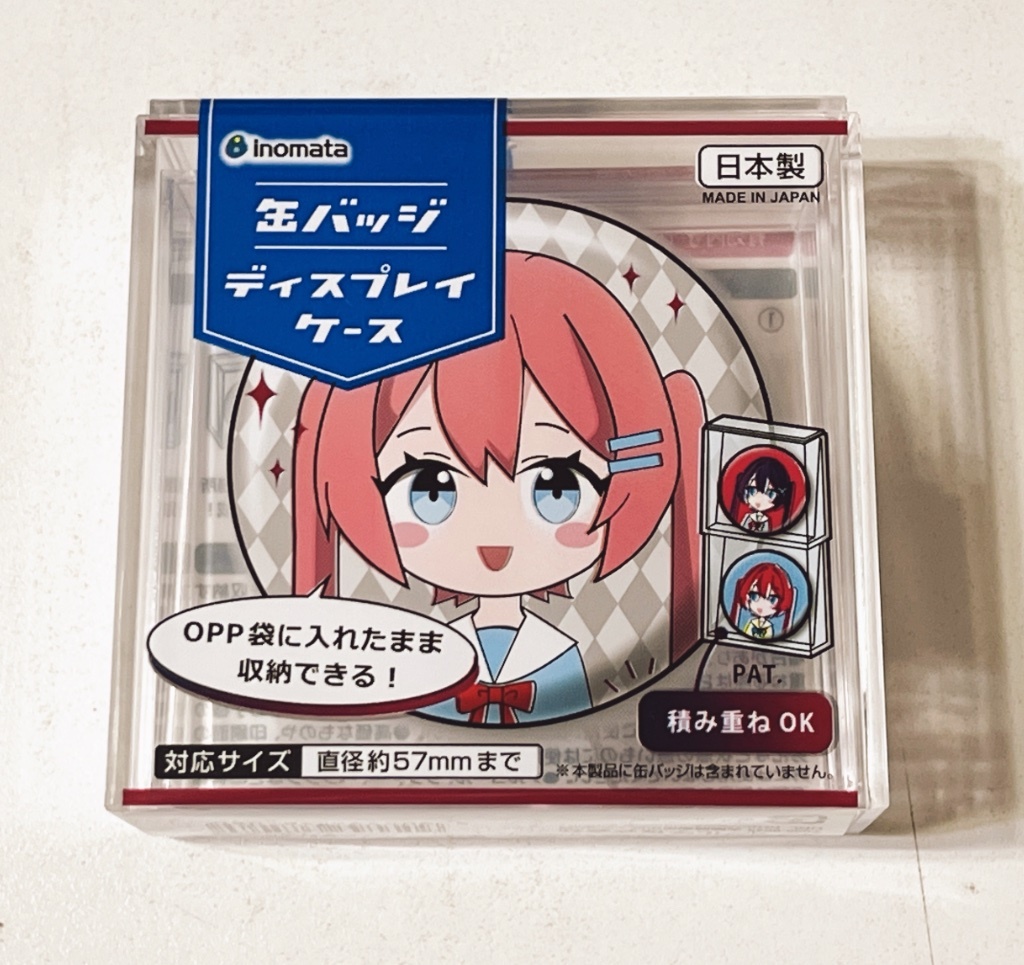 inomata
缶バッジ
ディスプレイ
ケース
日本製
MADE IN JAPAN
OPP袋に入れたまま
収納できる!
PAT.
積み重ねOK
対応サイズ 直径約57mmまで
※本製品に缶バッジは含まれていません。